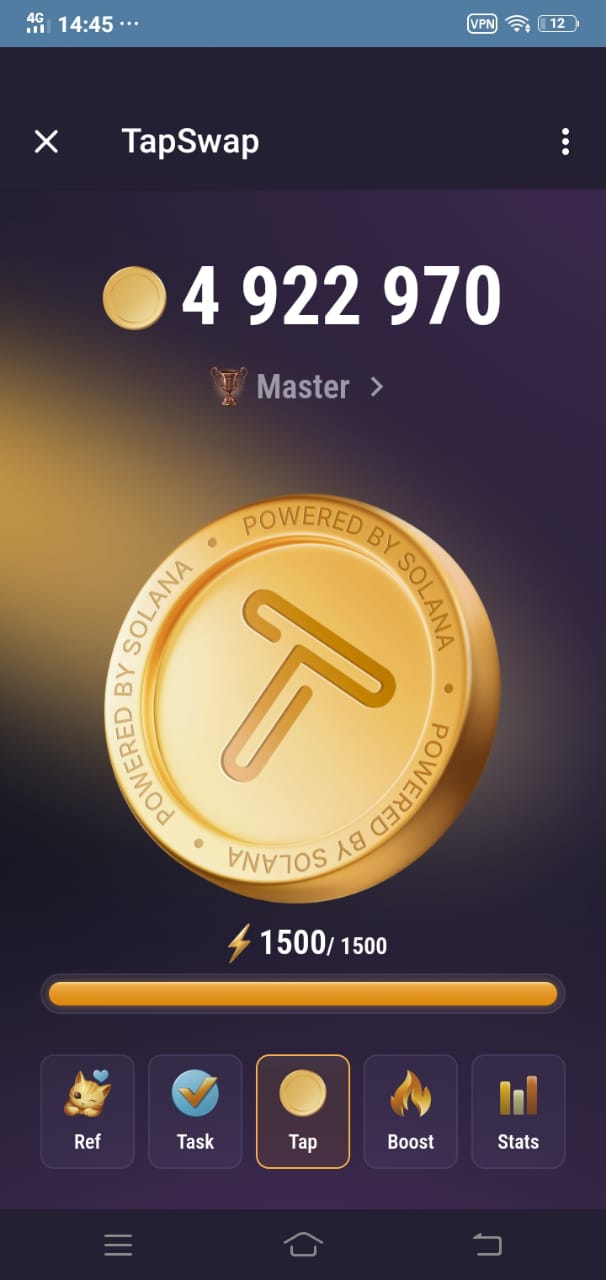 4G 14:45 ... VPN 12
TapSwap
4 922 970
Master
POWERED BY SOLANA • POWERED BY SOLANA • POWERED BY SOLANA •
1500/ 1500
Ref Task Tap Boost Stats